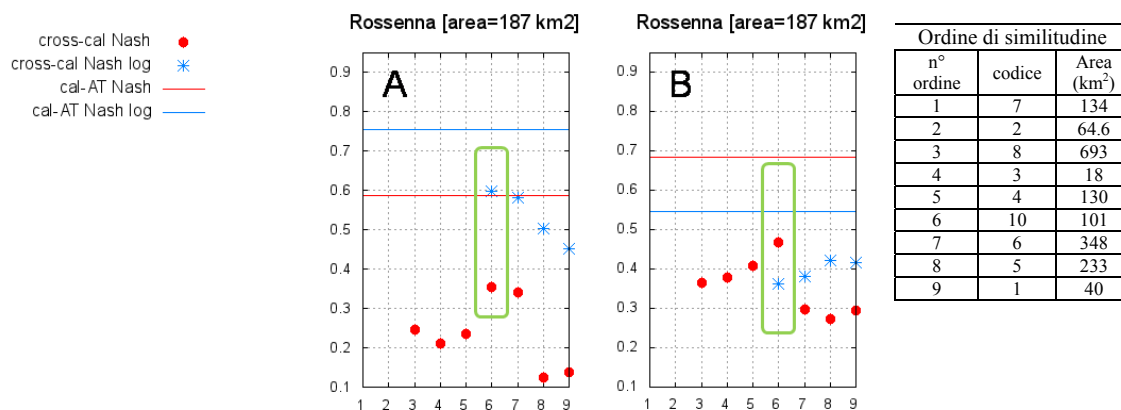 cross-cal Nash
cross-cal Nash log
cal-AT Nash
cal-AT Nash log
Rossenna [area=187 km2]
A
0.9
0.8
0.7
0.6
0.5
0.4
0.3
0.2
0.1
1 2 3 4 5 6 7 8 9
Rossenna [area=187 km2]
B
0.9
0.8
0.7
0.6
0.5
0.4
0.3
0.2
0.1
1 2 3 4 5 6 7 8 9
Ordine di similitudine
n° ordine codice Area (km²)
1 7 134
2 2 64.6
3 8 693
4 3 18
5 4 130
6 10 101
7 6 348
8 5 233
9 1 40